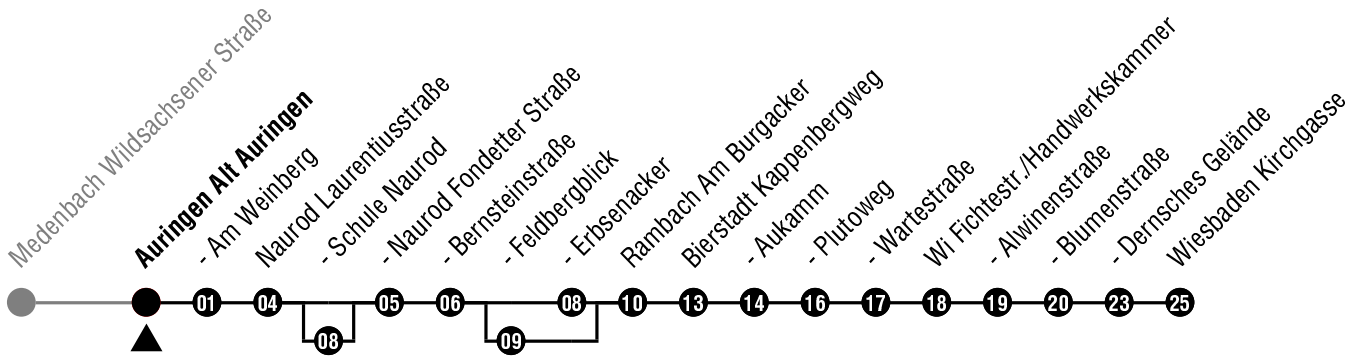 Medenbach Wildsachsener Straße
Auringen Alt Auringen
- Am Weinberg
Naurod Laurentiusstraße
- Schule Naurod
- Naurod Fondetter Straße
- Bernsteinstraße
- Feldbergblick
- Erbsenacker
Rambach Am Burgacker
Bierstadt Kappenbergweg
- Aukamm
- Plutoweg
- Wartestraße
Wi Fichtestr./Handwerkskammer
- Alwinenstraße
- Blumenstraße
- Dernsches Gelände
Wiesbaden Kirchgasse
01 04 05 06 08 10 13 14 16 17 18 19 20 23 25
08 09